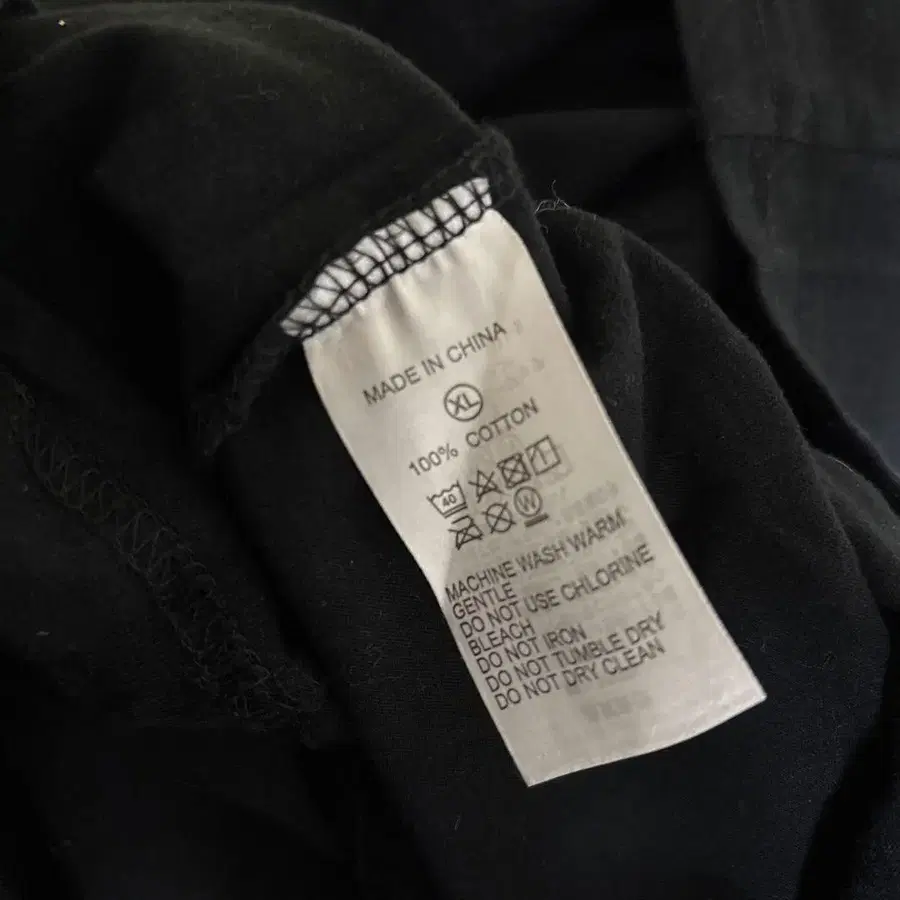 MADE IN CHINA
XL
100% COTTON
40
W
MACHINE WASH WARM
GENTLE
DO NOT USE CHLORINE
BLEACH
DO NOT IRON
DO NOT TUMBLE DRY
DO NOT DRY CLEAN